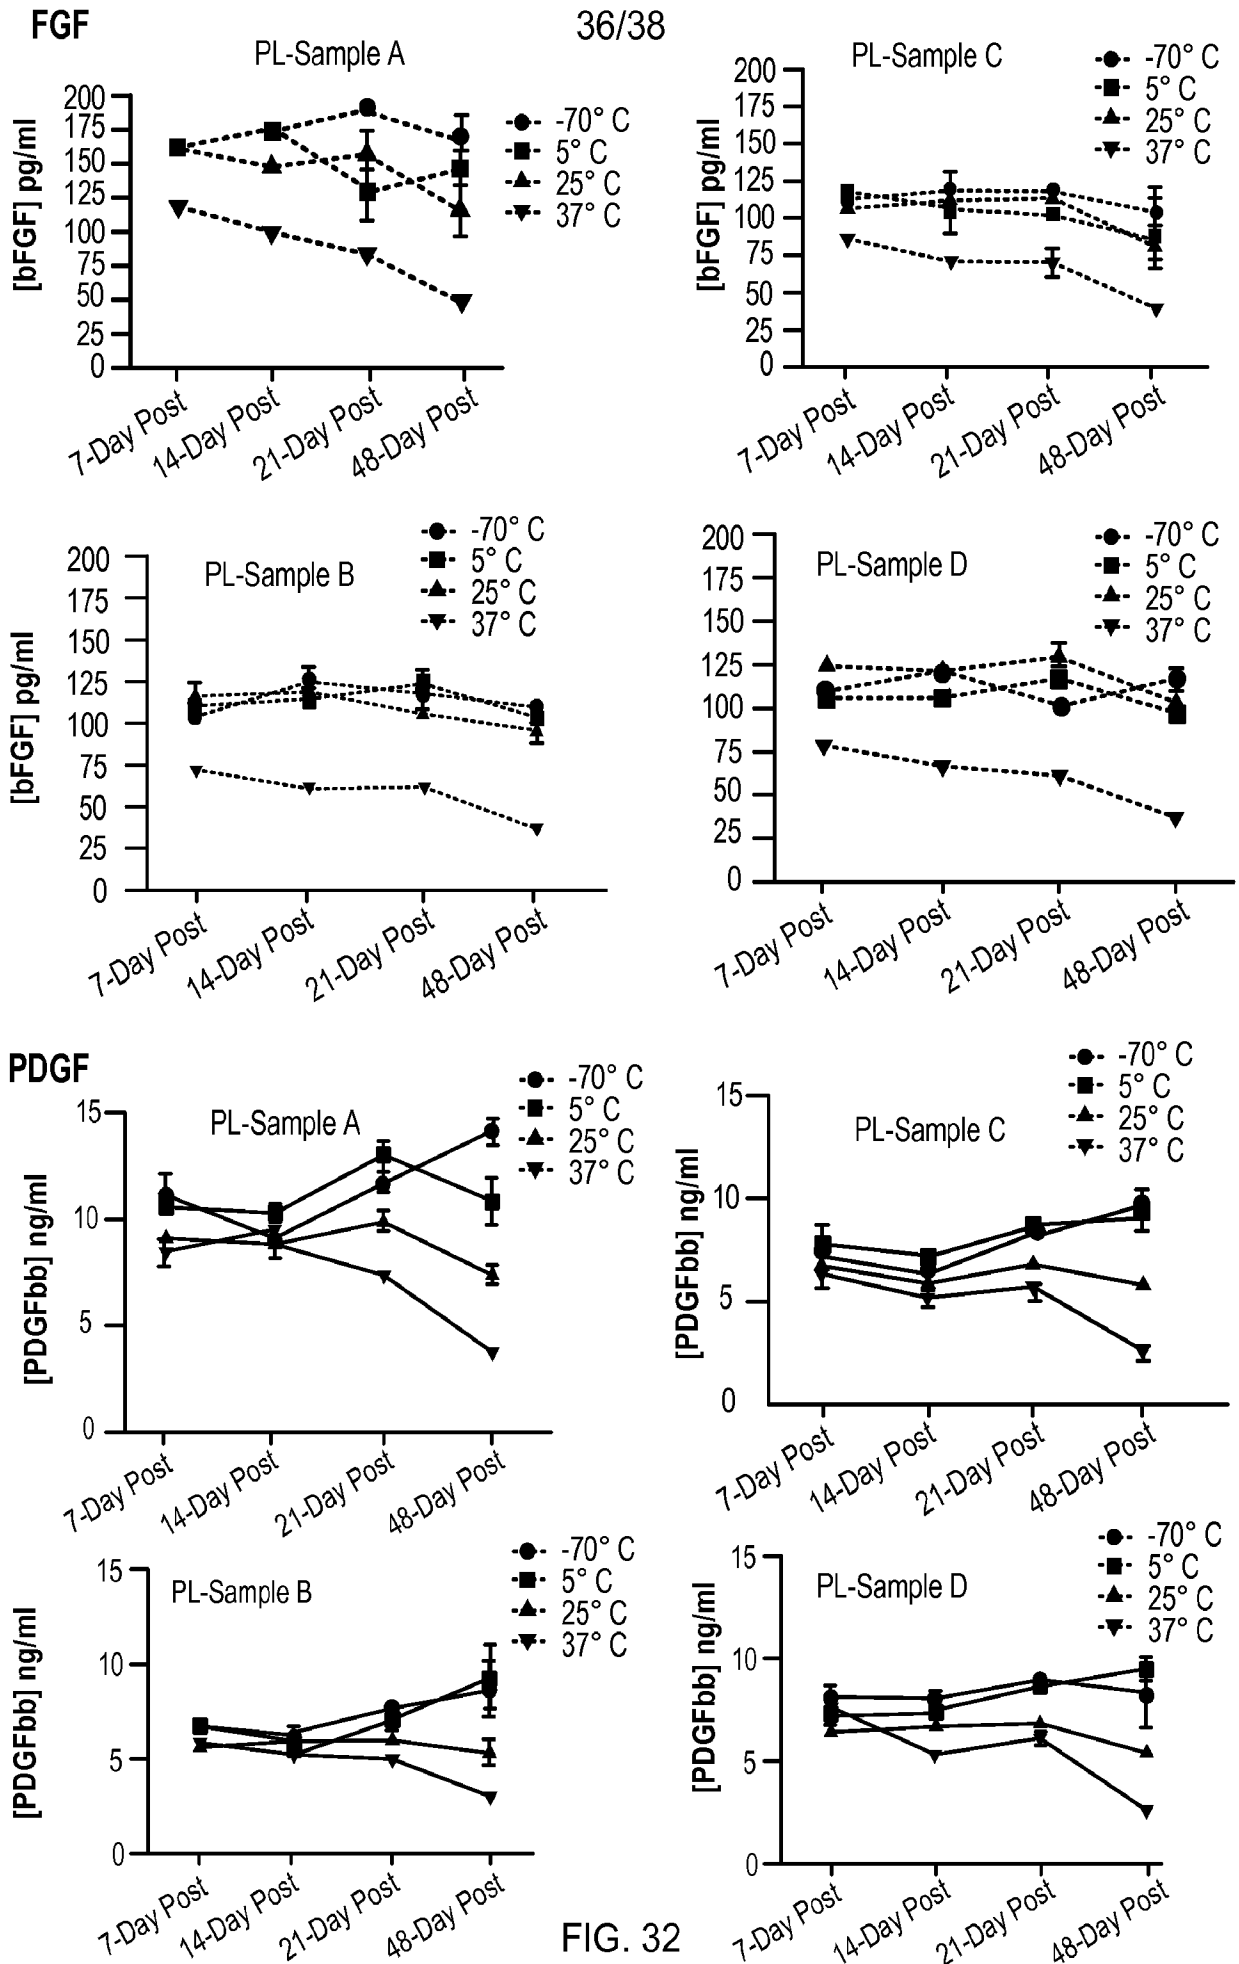 FGF
36/38
PL-Sample A
-70° C
5° C
25° C
37° C
[bFGF] pg/ml
200
175
150
125
100
75
50
25
0
7-Day Post
14-Day Post
21-Day Post
48-Day Post
PL-Sample C
-70° C
5° C
25° C
37° C
[bFGF] pg/ml
200
175
150
125
100
75
50
25
0
7-Day Post
14-Day Post
21-Day Post
48-Day Post
PL-Sample B
-70° C
5° C
25° C
37° C
[bFGF] pg/ml
200
175
150
125
100
75
50
25
0
7-Day Post
14-Day Post
21-Day Post
48-Day Post
PL-Sample D
-70° C
5° C
25° C
37° C
200
175
150
125
100
75
50
25
0
7-Day Post
14-Day Post
21-Day Post
48-Day Post
PDGF
PL-Sample A
-70° C
5° C
25° C
37° C
[PDGFbb] ng/ml
15
10
5
0
7-Day Post
14-Day Post
21-Day Post
48-Day Post
PL-Sample C
-70° C
5° C
25° C
37° C
[PDGFbb] ng/ml
15
10
5
0
7-Day Post
14-Day Post
21-Day Post
48-Day Post
PL-Sample B
-70° C
5° C
25° C
37° C
[PDGFbb] ng/ml
15
10
5
0
7-Day Post
14-Day Post
21-Day Post
48-Day Post
PL-Sample D
-70° C
5° C
25° C
37° C
[PDGFbb] ng/ml
15
10
5
0
7-Day Post
14-Day Post
21-Day Post
48-Day Post
FIG. 32